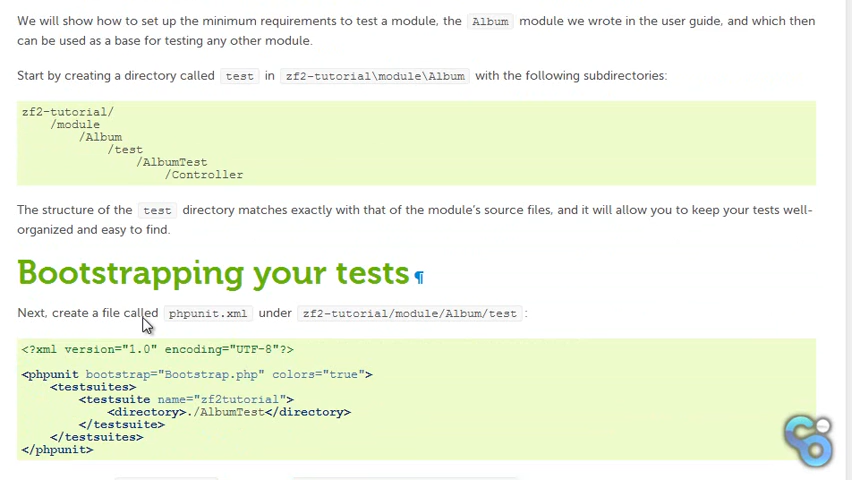 We will show how to set up the minimum requirements to test a module, the Album module we wrote in the user guide, and which then
can be used as a base for testing any other module.
Start by creating a directory called test in zf2-tutorial\module\Album with the following subdirectories:
zf2-tutorial/
    /module
        /Album
            /test
                /AlbumTest
                    /Controller
The structure of the test directory matches exactly with that of the module's source files, and it will allow you to keep your tests well-
organized and easy to find.
Bootstrapping your tests ¶
Next, create a file called phpunit.xml under zf2-tutorial/module/Album/test :
<?xml version="1.0" encoding="UTF-8"?>
<phpunit bootstrap="Bootstrap.php" colors="true">
    <testsuites>
        <testsuite name="zf2tutorial">
            <directory>./AlbumTest</directory>
        </testsuite>
    </testsuites>
</phpunit>